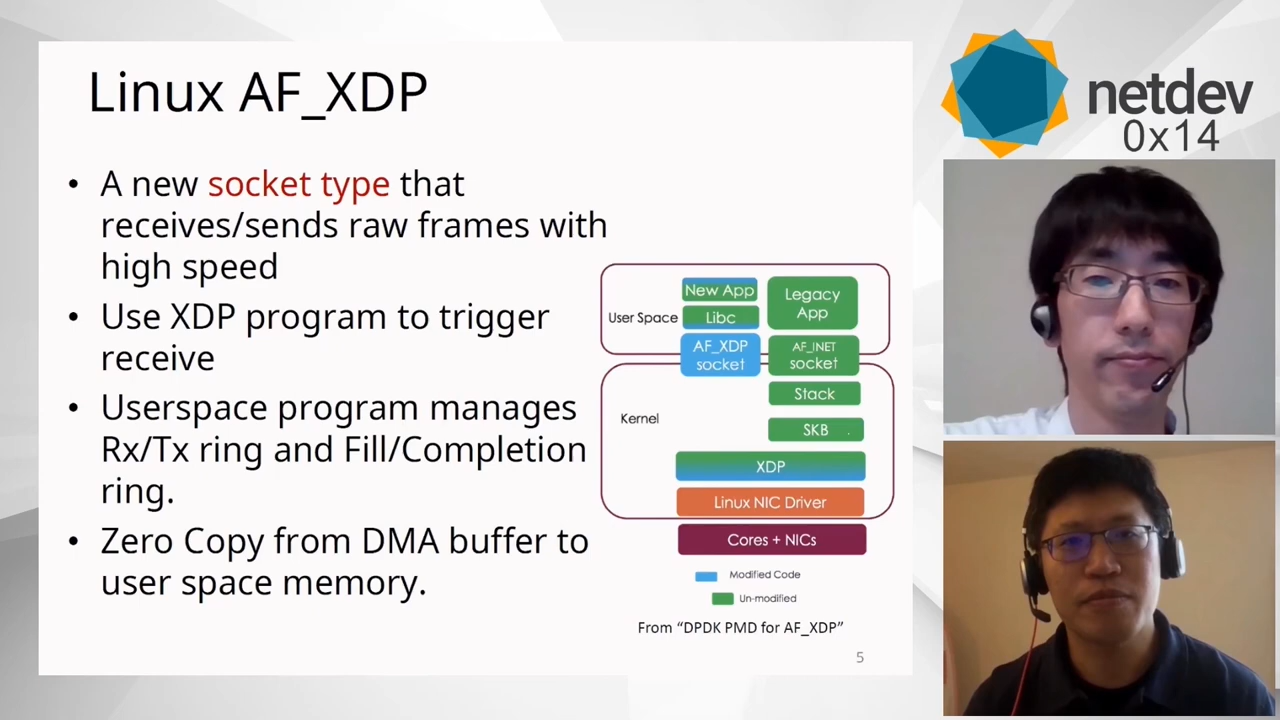 Linux AF_XDP
• A new socket type that
receives/sends raw frames with
high speed
• Use XDP program to trigger
receive
• Userspace program manages
Rx/Tx ring and Fill/Completion
ring.
• Zero Copy from DMA buffer to
user space memory.
User Space
New App
Libc
AF_XDP
socket
Legacy
App
AF_INET
socket
Kernel
Stack
SKB
XDP
Linux NIC Driver
Cores + NICs
Modified Code
Un-modified
From “DPDK PMD for AF_XDP”
5
netdev
0x14